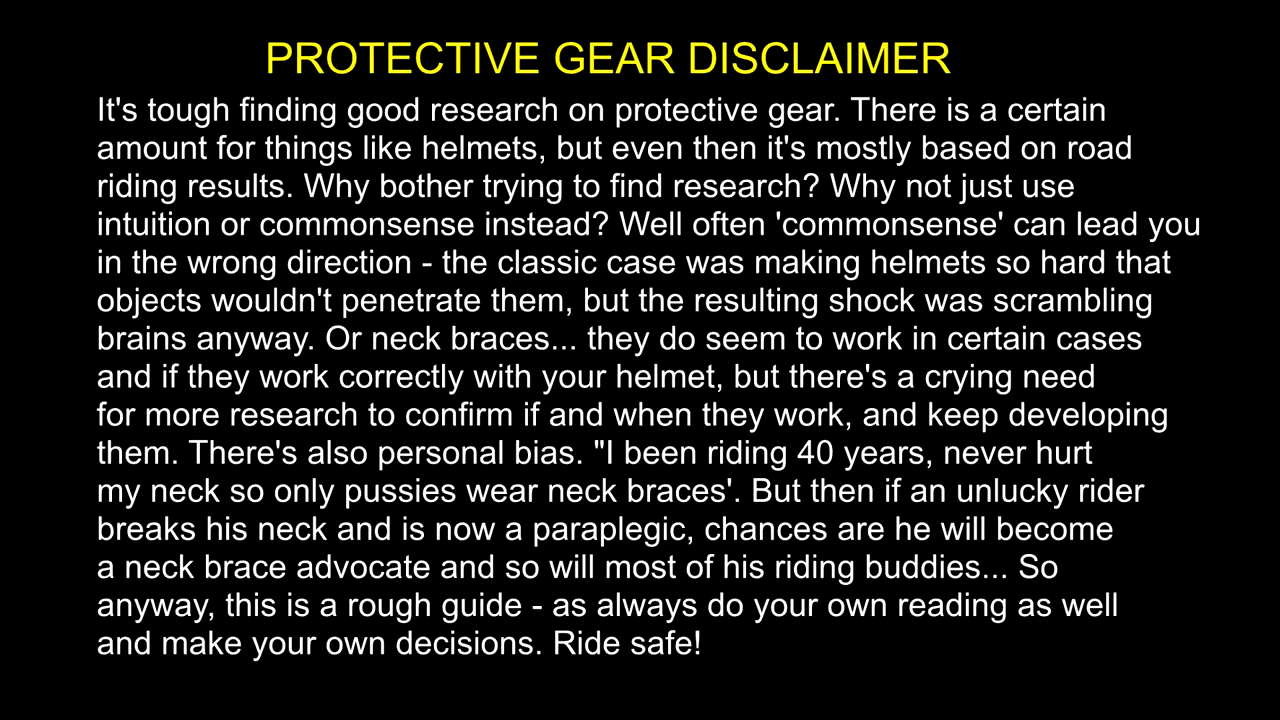 PROTECTIVE GEAR DISCLAIMER
It's tough finding good research on protective gear. There is a certain
amount for things like helmets, but even then it's mostly based on road
riding results. Why bother trying to find research? Why not just use
intuition or commonsense instead? Well often 'commonsense' can lead you
in the wrong direction - the classic case was making helmets so hard that
objects wouldn't penetrate them, but the resulting shock was scrambling
brains anyway. Or neck braces... they do seem to work in certain cases
and if they work correctly with your helmet, but there's a crying need
for more research to confirm if and when they work, and keep developing
them. There's also personal bias. "I been riding 40 years, never hurt
my neck so only pussies wear neck braces'. But then if an unlucky rider
breaks his neck and is now a paraplegic, chances are he will become
a neck brace advocate and so will most of his riding buddies... So
anyway, this is a rough guide - as always do your own reading as well
and make your own decisions. Ride safe!